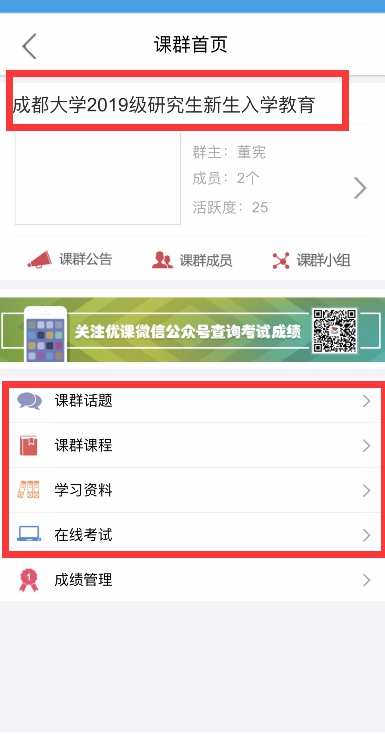 课群首页
成都大学2019级研究生新生入学教育
群主：董宪
成员：2个
活跃度：25
课群公告
课群成员
课群小组
关注优课微信公众号查询考试成绩
课群话题
课群课程
学习资料
在线考试
1
成绩管理